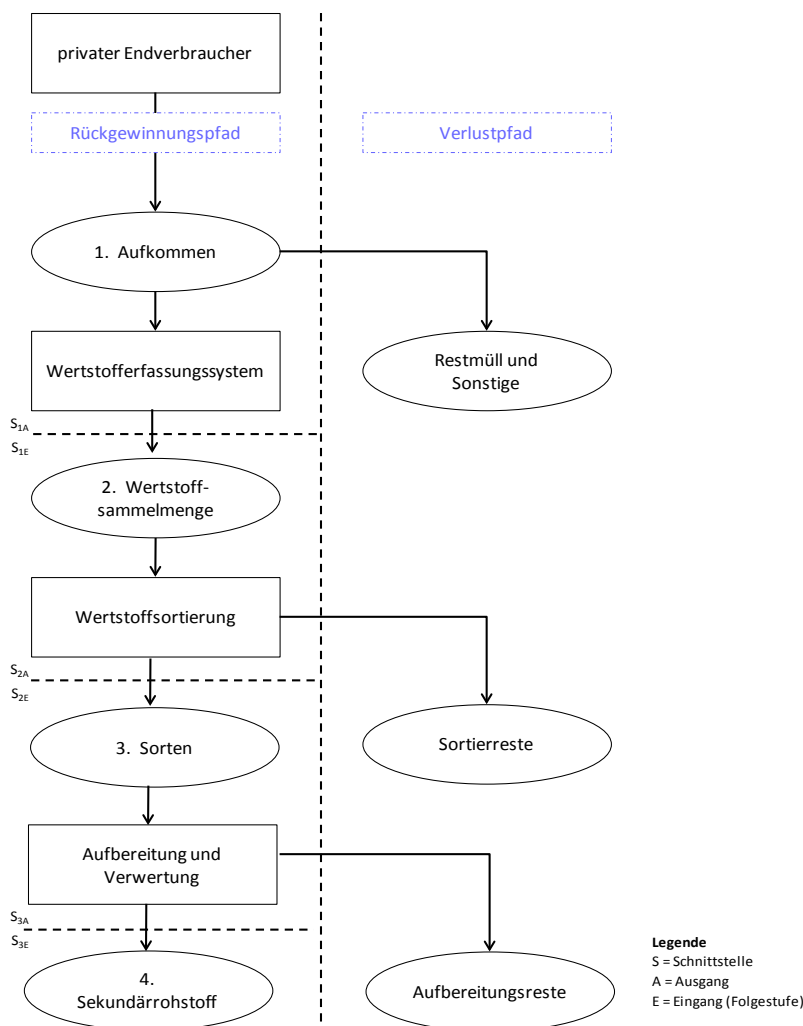 privater Endverbraucher
Rückgewinnungspfad
Verlustpfad
1. Aufkommen
Wertstofferfassungssystem
Restmüll und
Sonstige
S1A
S1E
2. Wertstoff-
sammelmenge
Wertstoffsortierung
S2A
S2E
3. Sorten
Sortierreste
Aufbereitung und
Verwertung
S3A
S3E
4.
Sekundärrohstoff
Aufbereitungsreste
Legende
S = Schnittstelle
A = Ausgang
E = Eingang (Folgestufe)